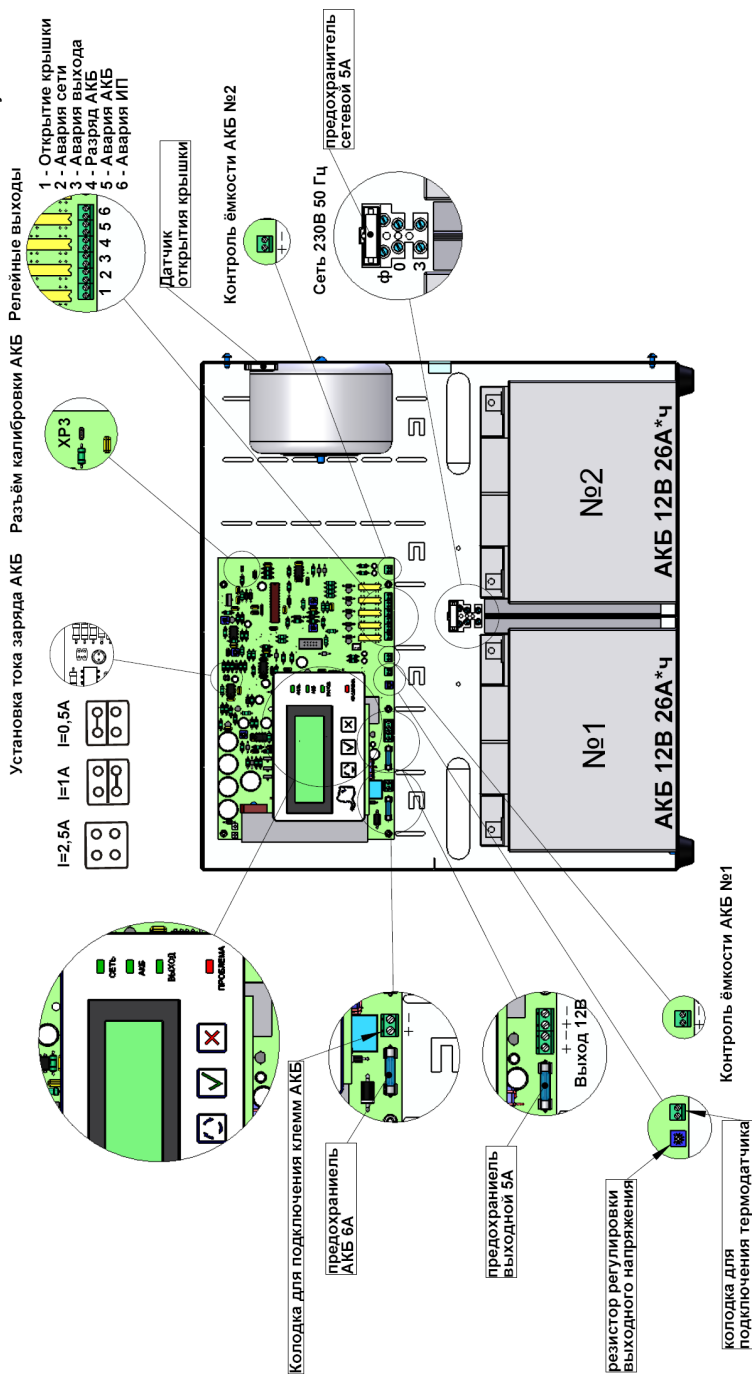 Установка тока заряда АКБ
I=2,5А
I=1А
I=0,5А
Разъём калибровки АКБ
ХР3
Релейные выходы
1 2 3 4 5 6
1 - Открытие крышки
2 - Авария сети
3 - Авария выхода
4 - Разряд АКБ
5 - Авария АКБ
6 - Авария ИП
Датчик
открытия крышки
Контроль ёмкости АКБ №2
+ −
Сеть 230В 50 Гц
ф
0
З
предохранитель
сетевой 5А
СЕТЬ
АКБ
ВЫХОД
ПРОБЛЕМА
№1
АКБ 12В 26А*ч
№2
АКБ 12В 26А*ч
Колодка для подключения клемм АКБ
+ −
предохраниель
АКБ 6А
+ − + −
Выход 12В
предохраниель
выходной 5А
резистор регулировки
выходного напряжения
колодка для
подключения термодатчика
Контроль ёмкости АКБ №1
+ −